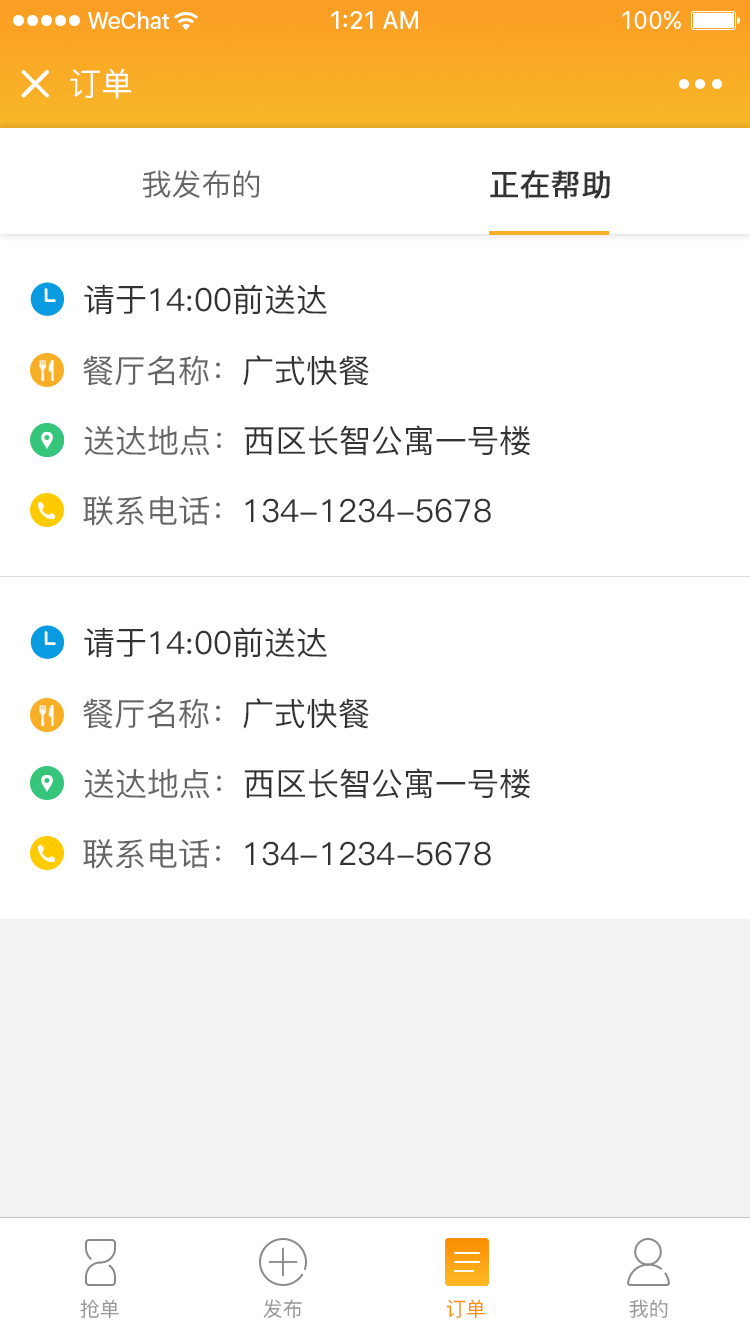 WeChat 1:21 AM 100%
订单
我发布的 正在帮助
请于14:00前送达
餐厅名称：广式快餐
送达地点：西区长智公寓一号楼
联系电话：134-1234-5678
请于14:00前送达
餐厅名称：广式快餐
送达地点：西区长智公寓一号楼
联系电话：134-1234-5678
抢单 发布 订单 我的